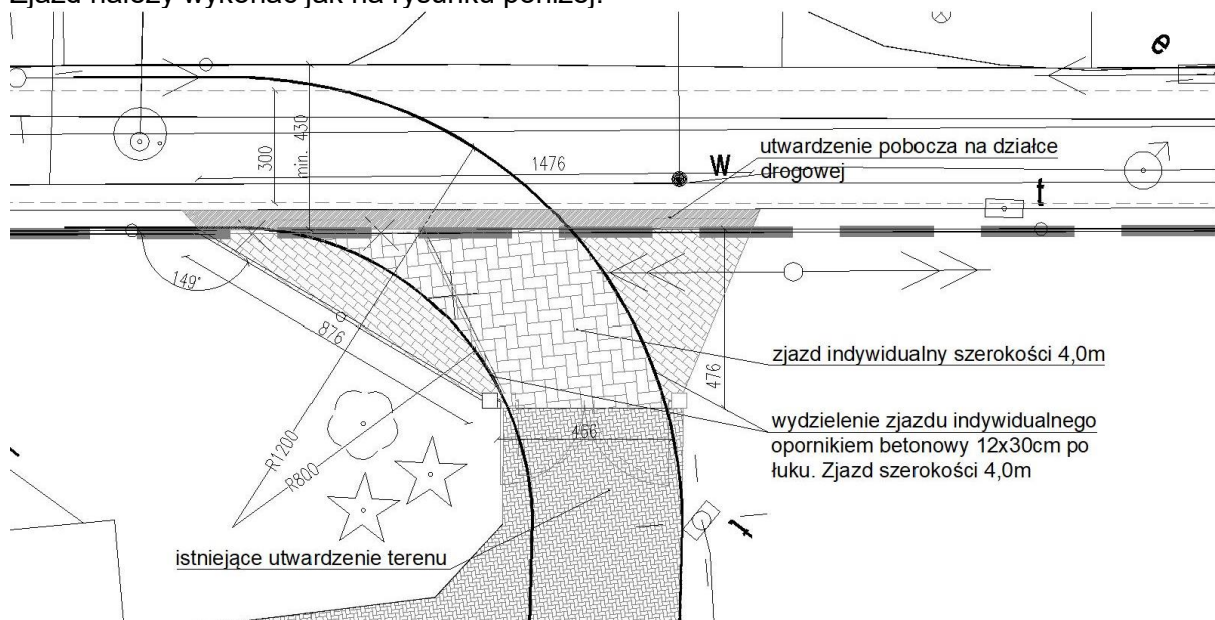 Zjazd należy wykonać jak na rysunku poniżej:
e
300
min. 430
1476
W
utwardzenie pobocza na działce
drogowej
t
149°
876
476
zjazd indywidualny szerokości 4,0m
wydzielenie zjazdu indywidualnego
opornikiem betonowy 12x30cm po
łuku. Zjazd szerokości 4,0m
466
R1200
R800
istniejące utwardzenie terenu
t